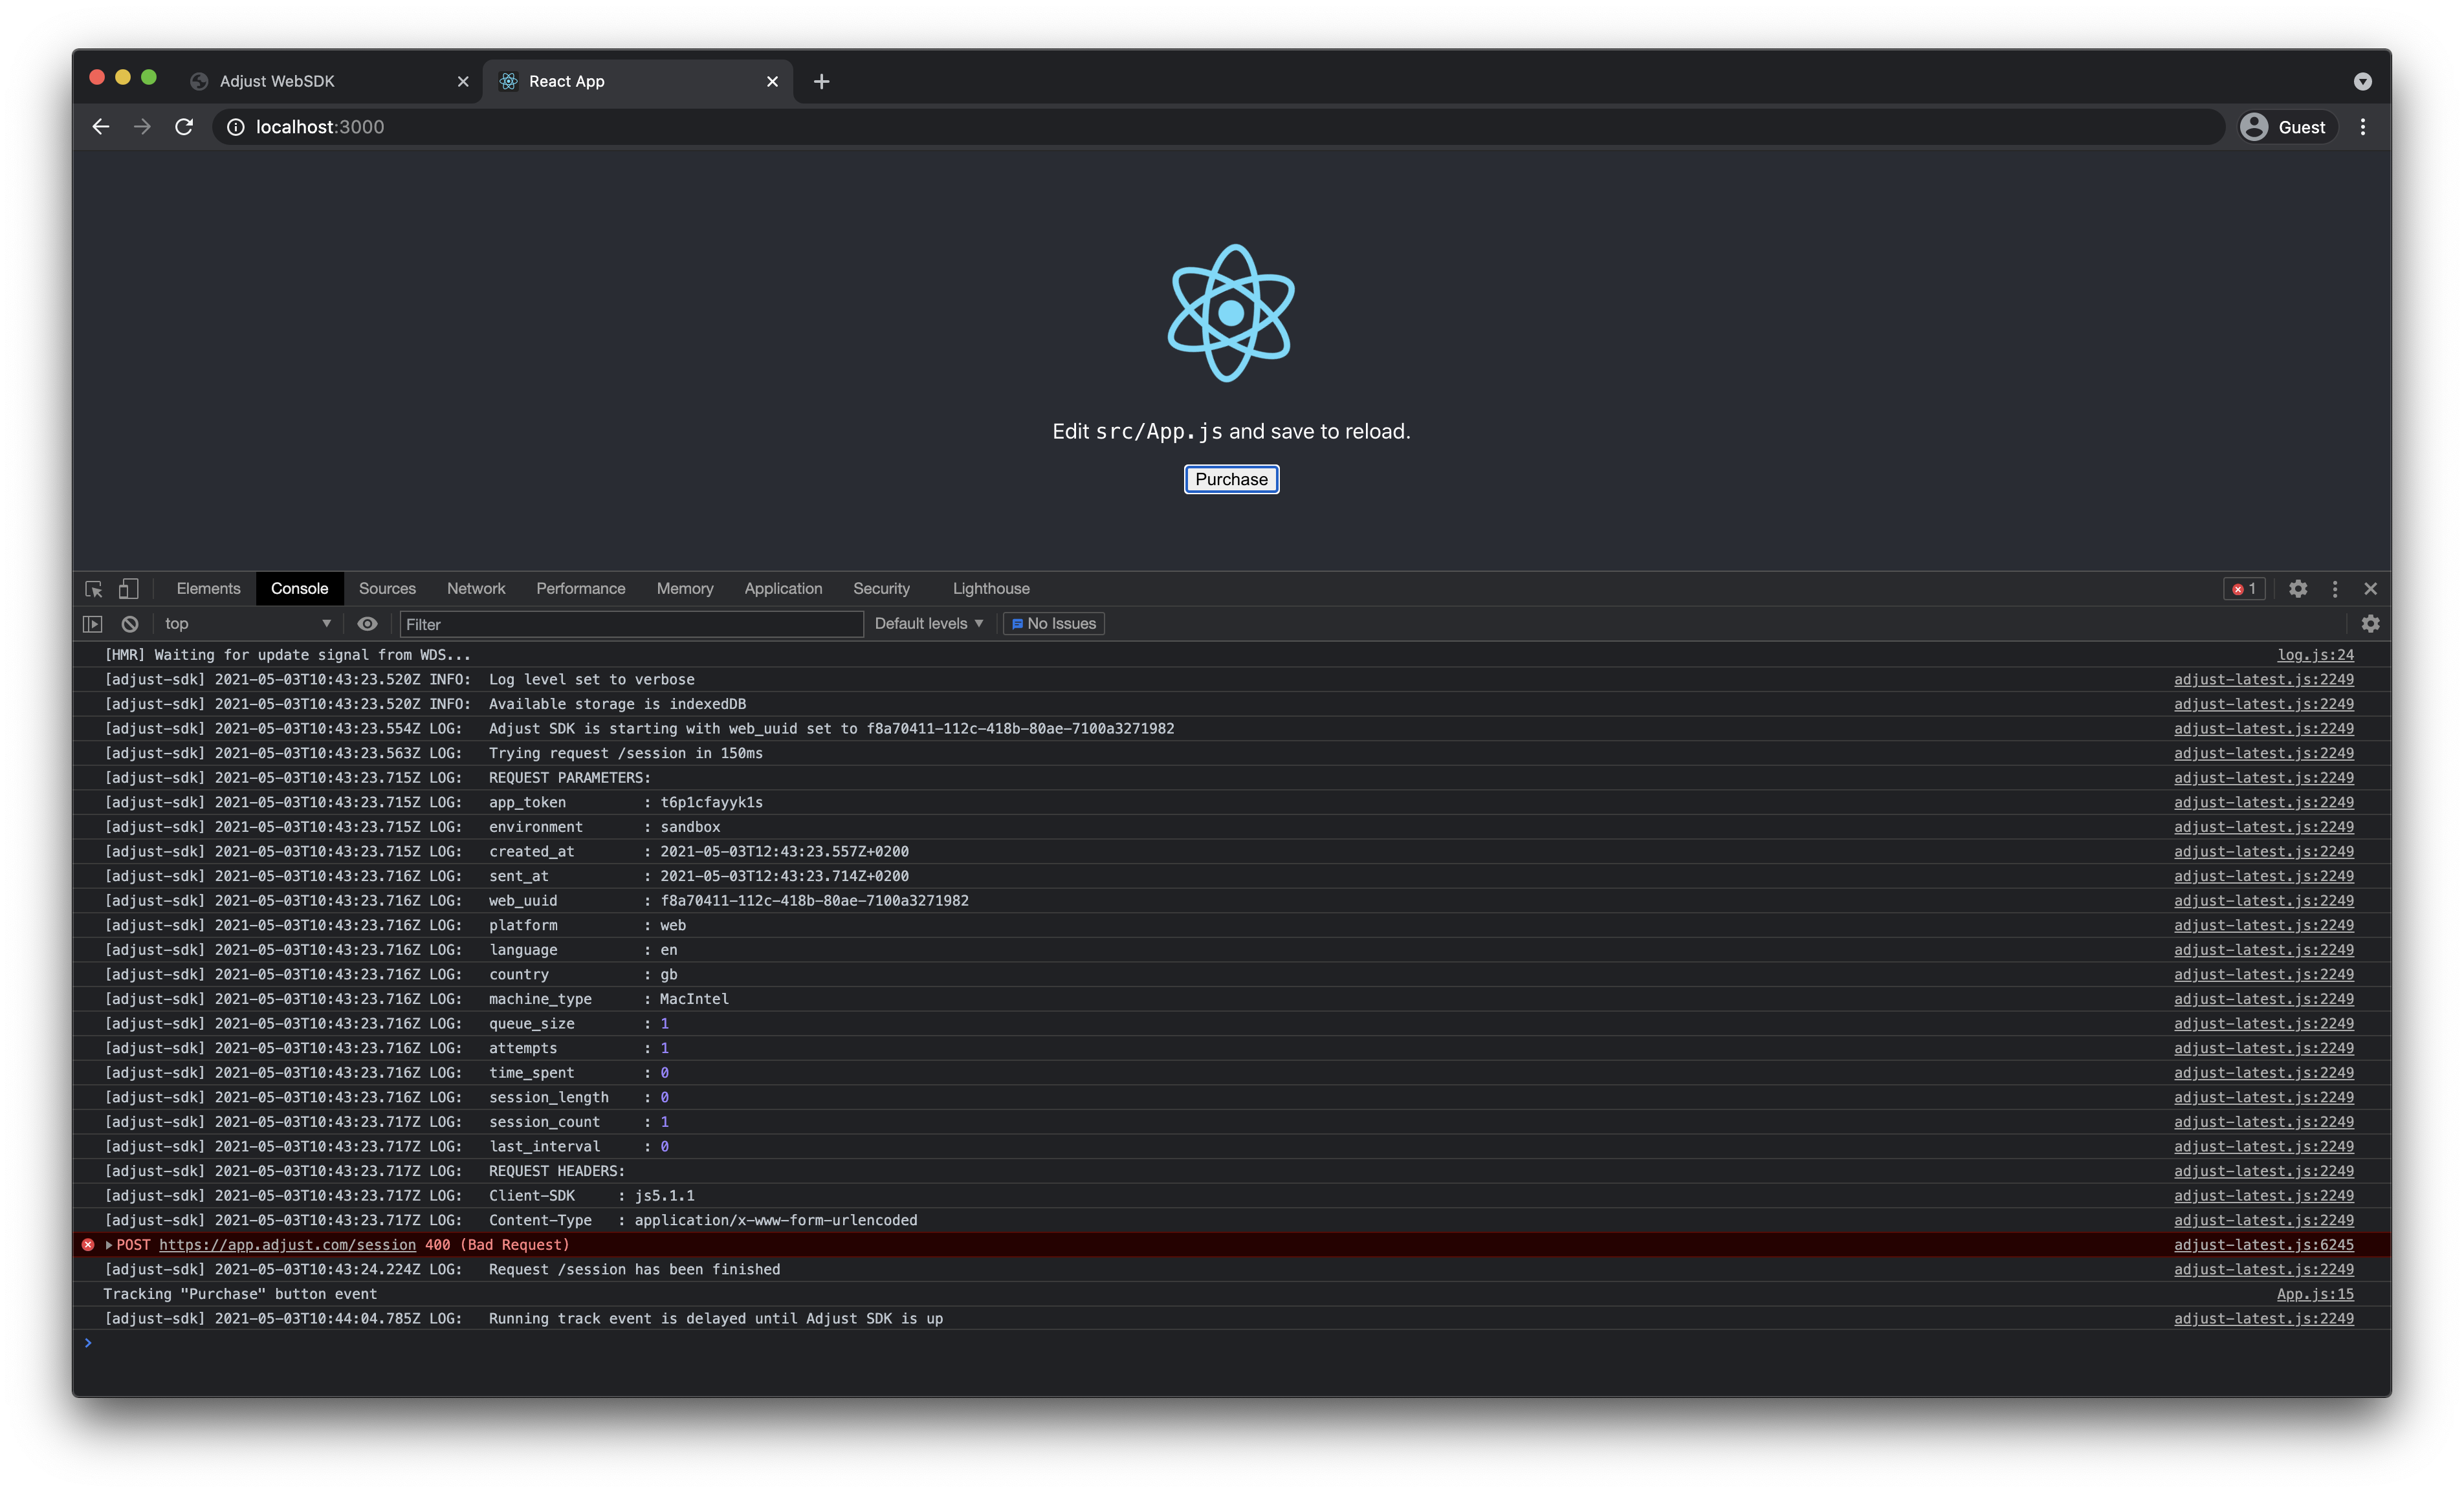 Adjust WebSDK
React App
localhost:3000
Guest
Edit src/App.js and save to reload.
Purchase
Elements Console Sources Network Performance Memory Application Security Lighthouse 1
top Filter Default levels No Issues
[HMR] Waiting for update signal from WDS... log.js:24
[adjust-sdk] 2021-05-03T10:43:23.520Z INFO: Log level set to verbose adjust-latest.js:2249
[adjust-sdk] 2021-05-03T10:43:23.520Z INFO: Available storage is indexedDB adjust-latest.js:2249
[adjust-sdk] 2021-05-03T10:43:23.554Z LOG: Adjust SDK is starting with web_uuid set to f8a70411-112c-418b-80ae-7100a3271982 adjust-latest.js:2249
[adjust-sdk] 2021-05-03T10:43:23.563Z LOG: Trying request /session in 150ms adjust-latest.js:2249
[adjust-sdk] 2021-05-03T10:43:23.715Z LOG: REQUEST PARAMETERS: adjust-latest.js:2249
[adjust-sdk] 2021-05-03T10:43:23.715Z LOG: app_token : t6p1cfayyk1s adjust-latest.js:2249
[adjust-sdk] 2021-05-03T10:43:23.715Z LOG: environment : sandbox adjust-latest.js:2249
[adjust-sdk] 2021-05-03T10:43:23.715Z LOG: created_at : 2021-05-03T12:43:23.557Z+0200 adjust-latest.js:2249
[adjust-sdk] 2021-05-03T10:43:23.716Z LOG: sent_at : 2021-05-03T12:43:23.714Z+0200 adjust-latest.js:2249
[adjust-sdk] 2021-05-03T10:43:23.716Z LOG: web_uuid : f8a70411-112c-418b-80ae-7100a3271982 adjust-latest.js:2249
[adjust-sdk] 2021-05-03T10:43:23.716Z LOG: platform : web adjust-latest.js:2249
[adjust-sdk] 2021-05-03T10:43:23.716Z LOG: language : en adjust-latest.js:2249
[adjust-sdk] 2021-05-03T10:43:23.716Z LOG: country : gb adjust-latest.js:2249
[adjust-sdk] 2021-05-03T10:43:23.716Z LOG: machine_type : MacIntel adjust-latest.js:2249
[adjust-sdk] 2021-05-03T10:43:23.716Z LOG: queue_size : 1 adjust-latest.js:2249
[adjust-sdk] 2021-05-03T10:43:23.716Z LOG: attempts : 1 adjust-latest.js:2249
[adjust-sdk] 2021-05-03T10:43:23.716Z LOG: time_spent : 0 adjust-latest.js:2249
[adjust-sdk] 2021-05-03T10:43:23.716Z LOG: session_length : 0 adjust-latest.js:2249
[adjust-sdk] 2021-05-03T10:43:23.717Z LOG: session_count : 1 adjust-latest.js:2249
[adjust-sdk] 2021-05-03T10:43:23.717Z LOG: last_interval : 0 adjust-latest.js:2249
[adjust-sdk] 2021-05-03T10:43:23.717Z LOG: REQUEST HEADERS: adjust-latest.js:2249
[adjust-sdk] 2021-05-03T10:43:23.717Z LOG: Client-SDK : js5.1.1 adjust-latest.js:2249
[adjust-sdk] 2021-05-03T10:43:23.717Z LOG: Content-Type : application/x-www-form-urlencoded adjust-latest.js:2249
POST https://app.adjust.com/session 400 (Bad Request) adjust-latest.js:6245
[adjust-sdk] 2021-05-03T10:43:24.224Z LOG: Request /session has been finished adjust-latest.js:2249
Tracking "Purchase" button event App.js:15
[adjust-sdk] 2021-05-03T10:44:04.785Z LOG: Running track event is delayed until Adjust SDK is up adjust-latest.js:2249